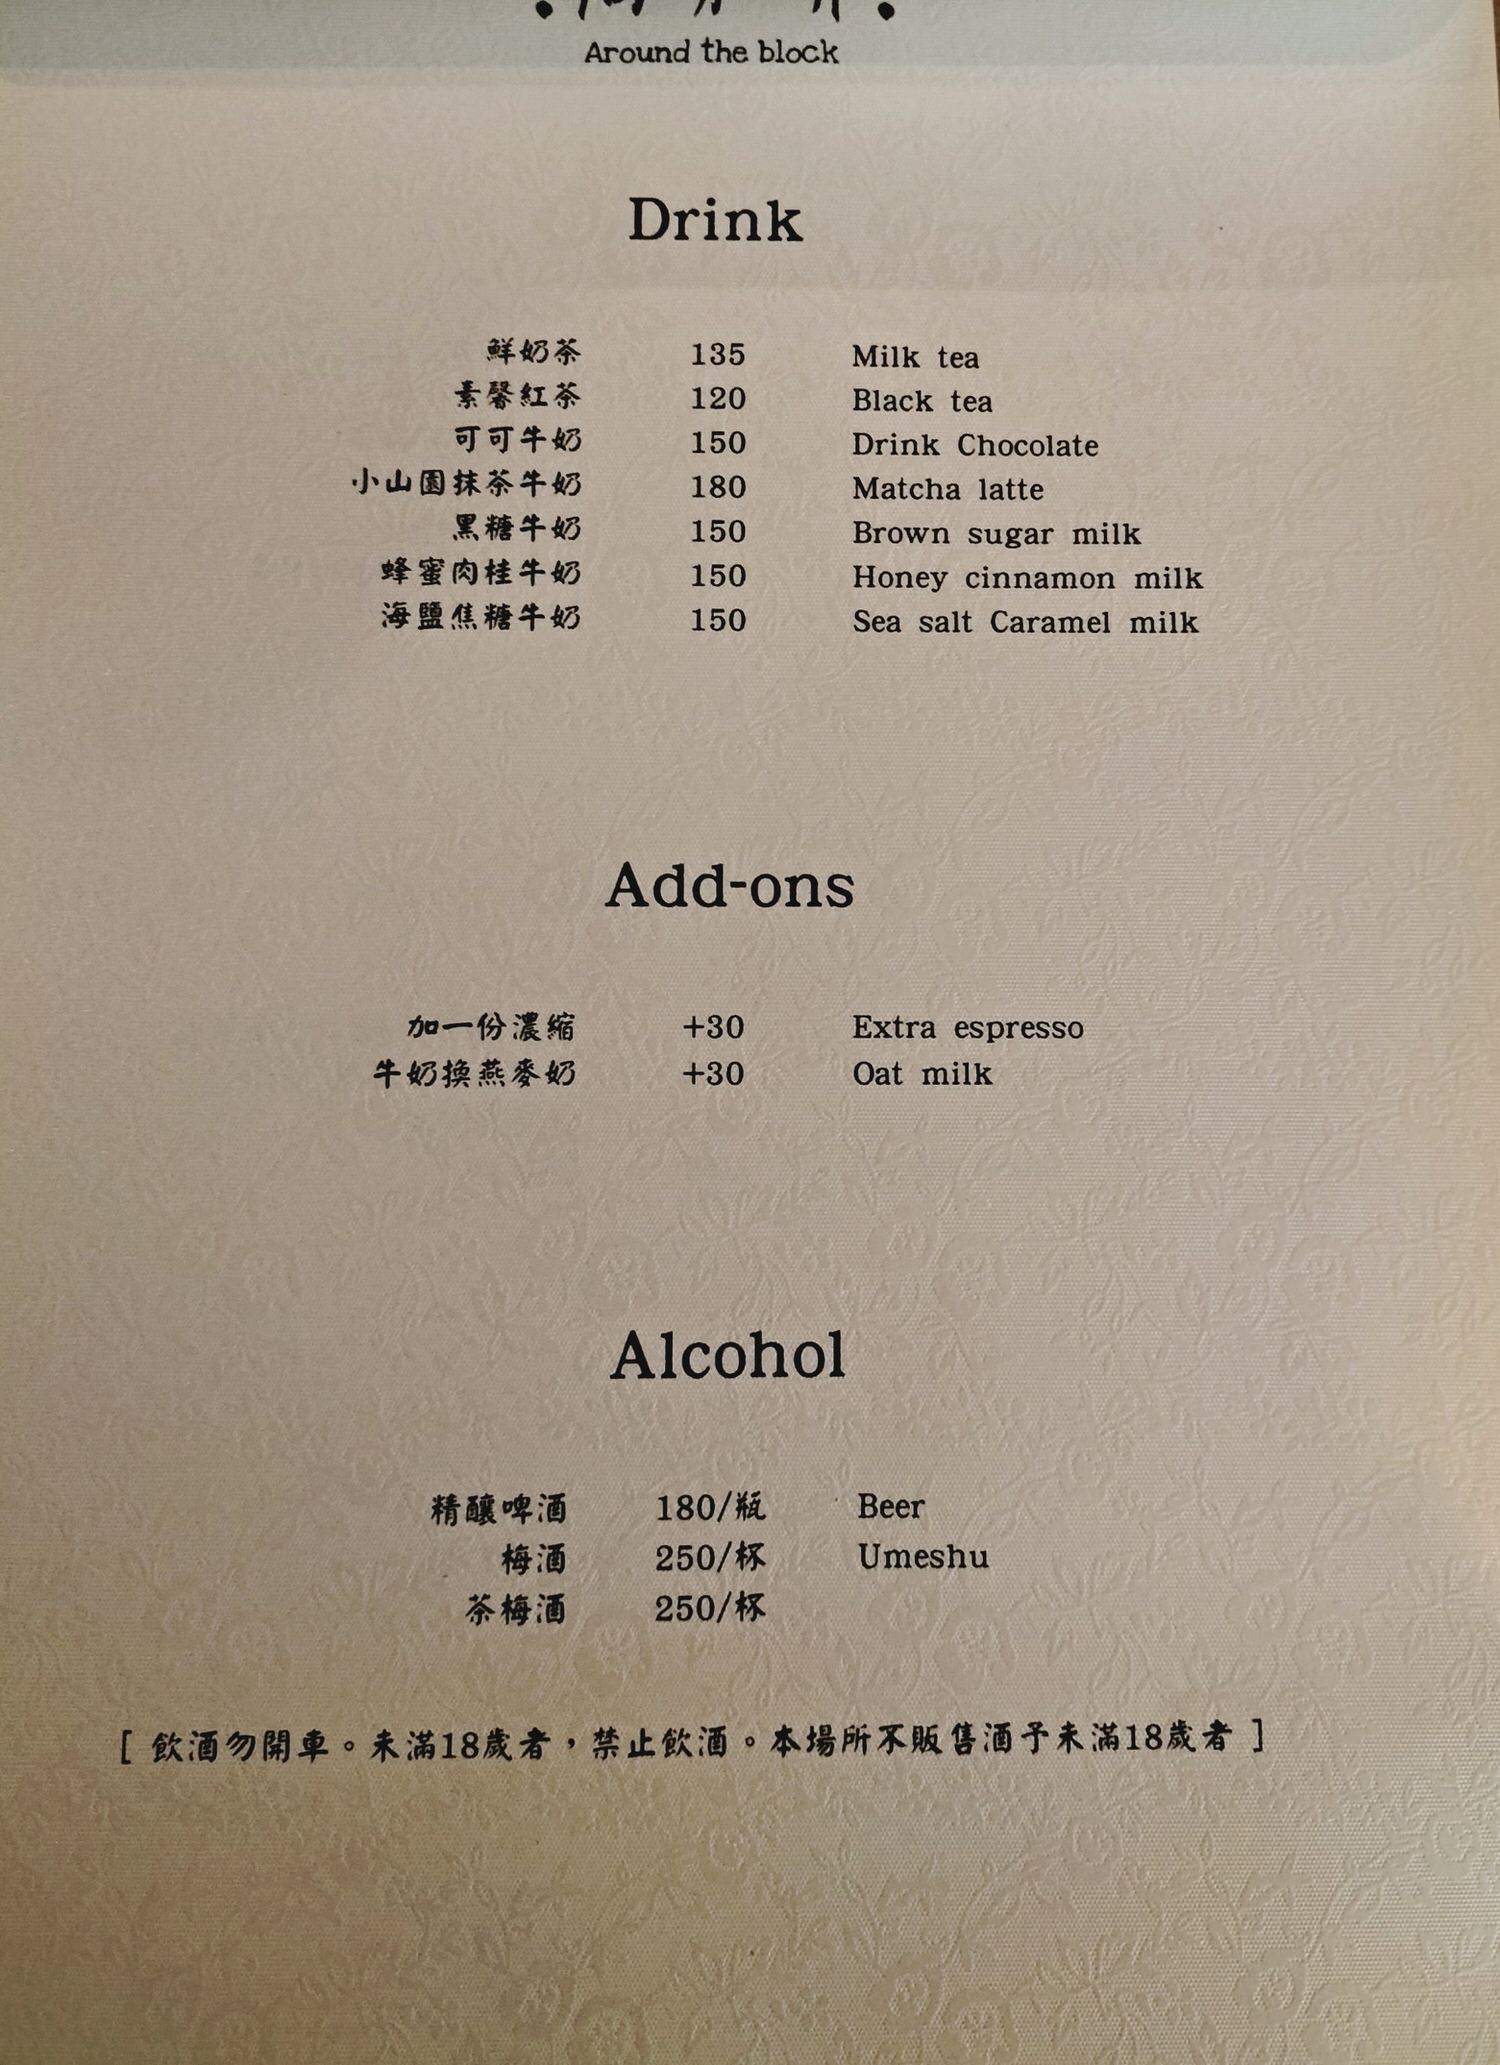 Around the block
Drink
鮮奶茶 135 Milk tea
素馨紅茶 120 Black tea
可可牛奶 150 Drink Chocolate
小山園抹茶牛奶 180 Matcha latte
黑糖牛奶 150 Brown sugar milk
蜂蜜肉桂牛奶 150 Honey cinnamon milk
海鹽焦糖牛奶 150 Sea salt Caramel milk
Add-ons
加一份濃縮 +30 Extra espresso
牛奶換燕麥奶 +30 Oat milk
Alcohol
精釀啤酒 180/瓶 Beer
梅酒 250/杯 Umeshu
茶梅酒 250/杯
[ 飲酒勿開車。未滿18歲者，禁止飲酒。本場所不販售酒予未滿18歲者 ]